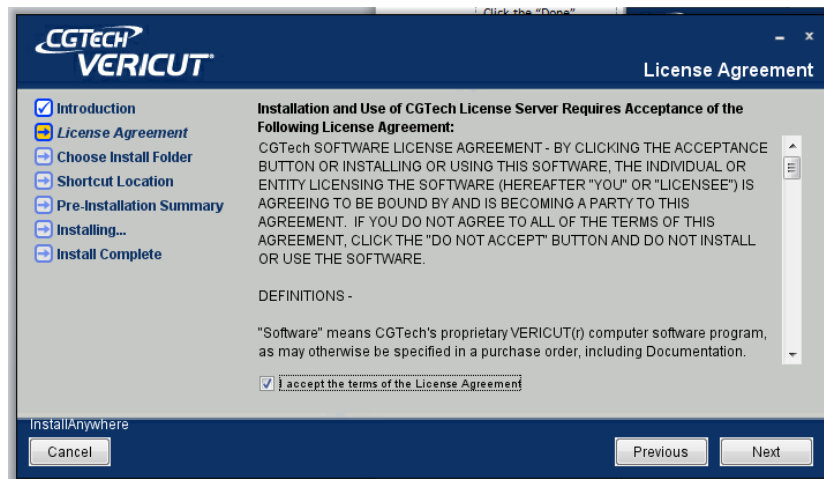 Click the "Done"
CGTECH
VERICUT
License Agreement
Introduction
License Agreement
Choose Install Folder
Shortcut Location
Pre-Installation Summary
Installing...
Install Complete
Installation and Use of CGTech License Server Requires Acceptance of the
Following License Agreement:
CGTech SOFTWARE LICENSE AGREEMENT - BY CLICKING THE ACCEPTANCE
BUTTON OR INSTALLING OR USING THIS SOFTWARE, THE INDIVIDUAL OR
ENTITY LICENSING THE SOFTWARE (HEREAFTER "YOU" OR "LICENSEE") IS
AGREEING TO BE BOUND BY AND IS BECOMING A PARTY TO THIS
AGREEMENT. IF YOU DO NOT AGREE TO ALL OF THE TERMS OF THIS
AGREEMENT, CLICK THE "DO NOT ACCEPT" BUTTON AND DO NOT INSTALL
OR USE THE SOFTWARE.
DEFINITIONS -
"Software" means CGTech's proprietary VERICUT(r) computer software program,
as may otherwise be specified in a purchase order, including Documentation.
I accept the terms of the License Agreement
InstallAnywhere
Cancel
Previous
Next